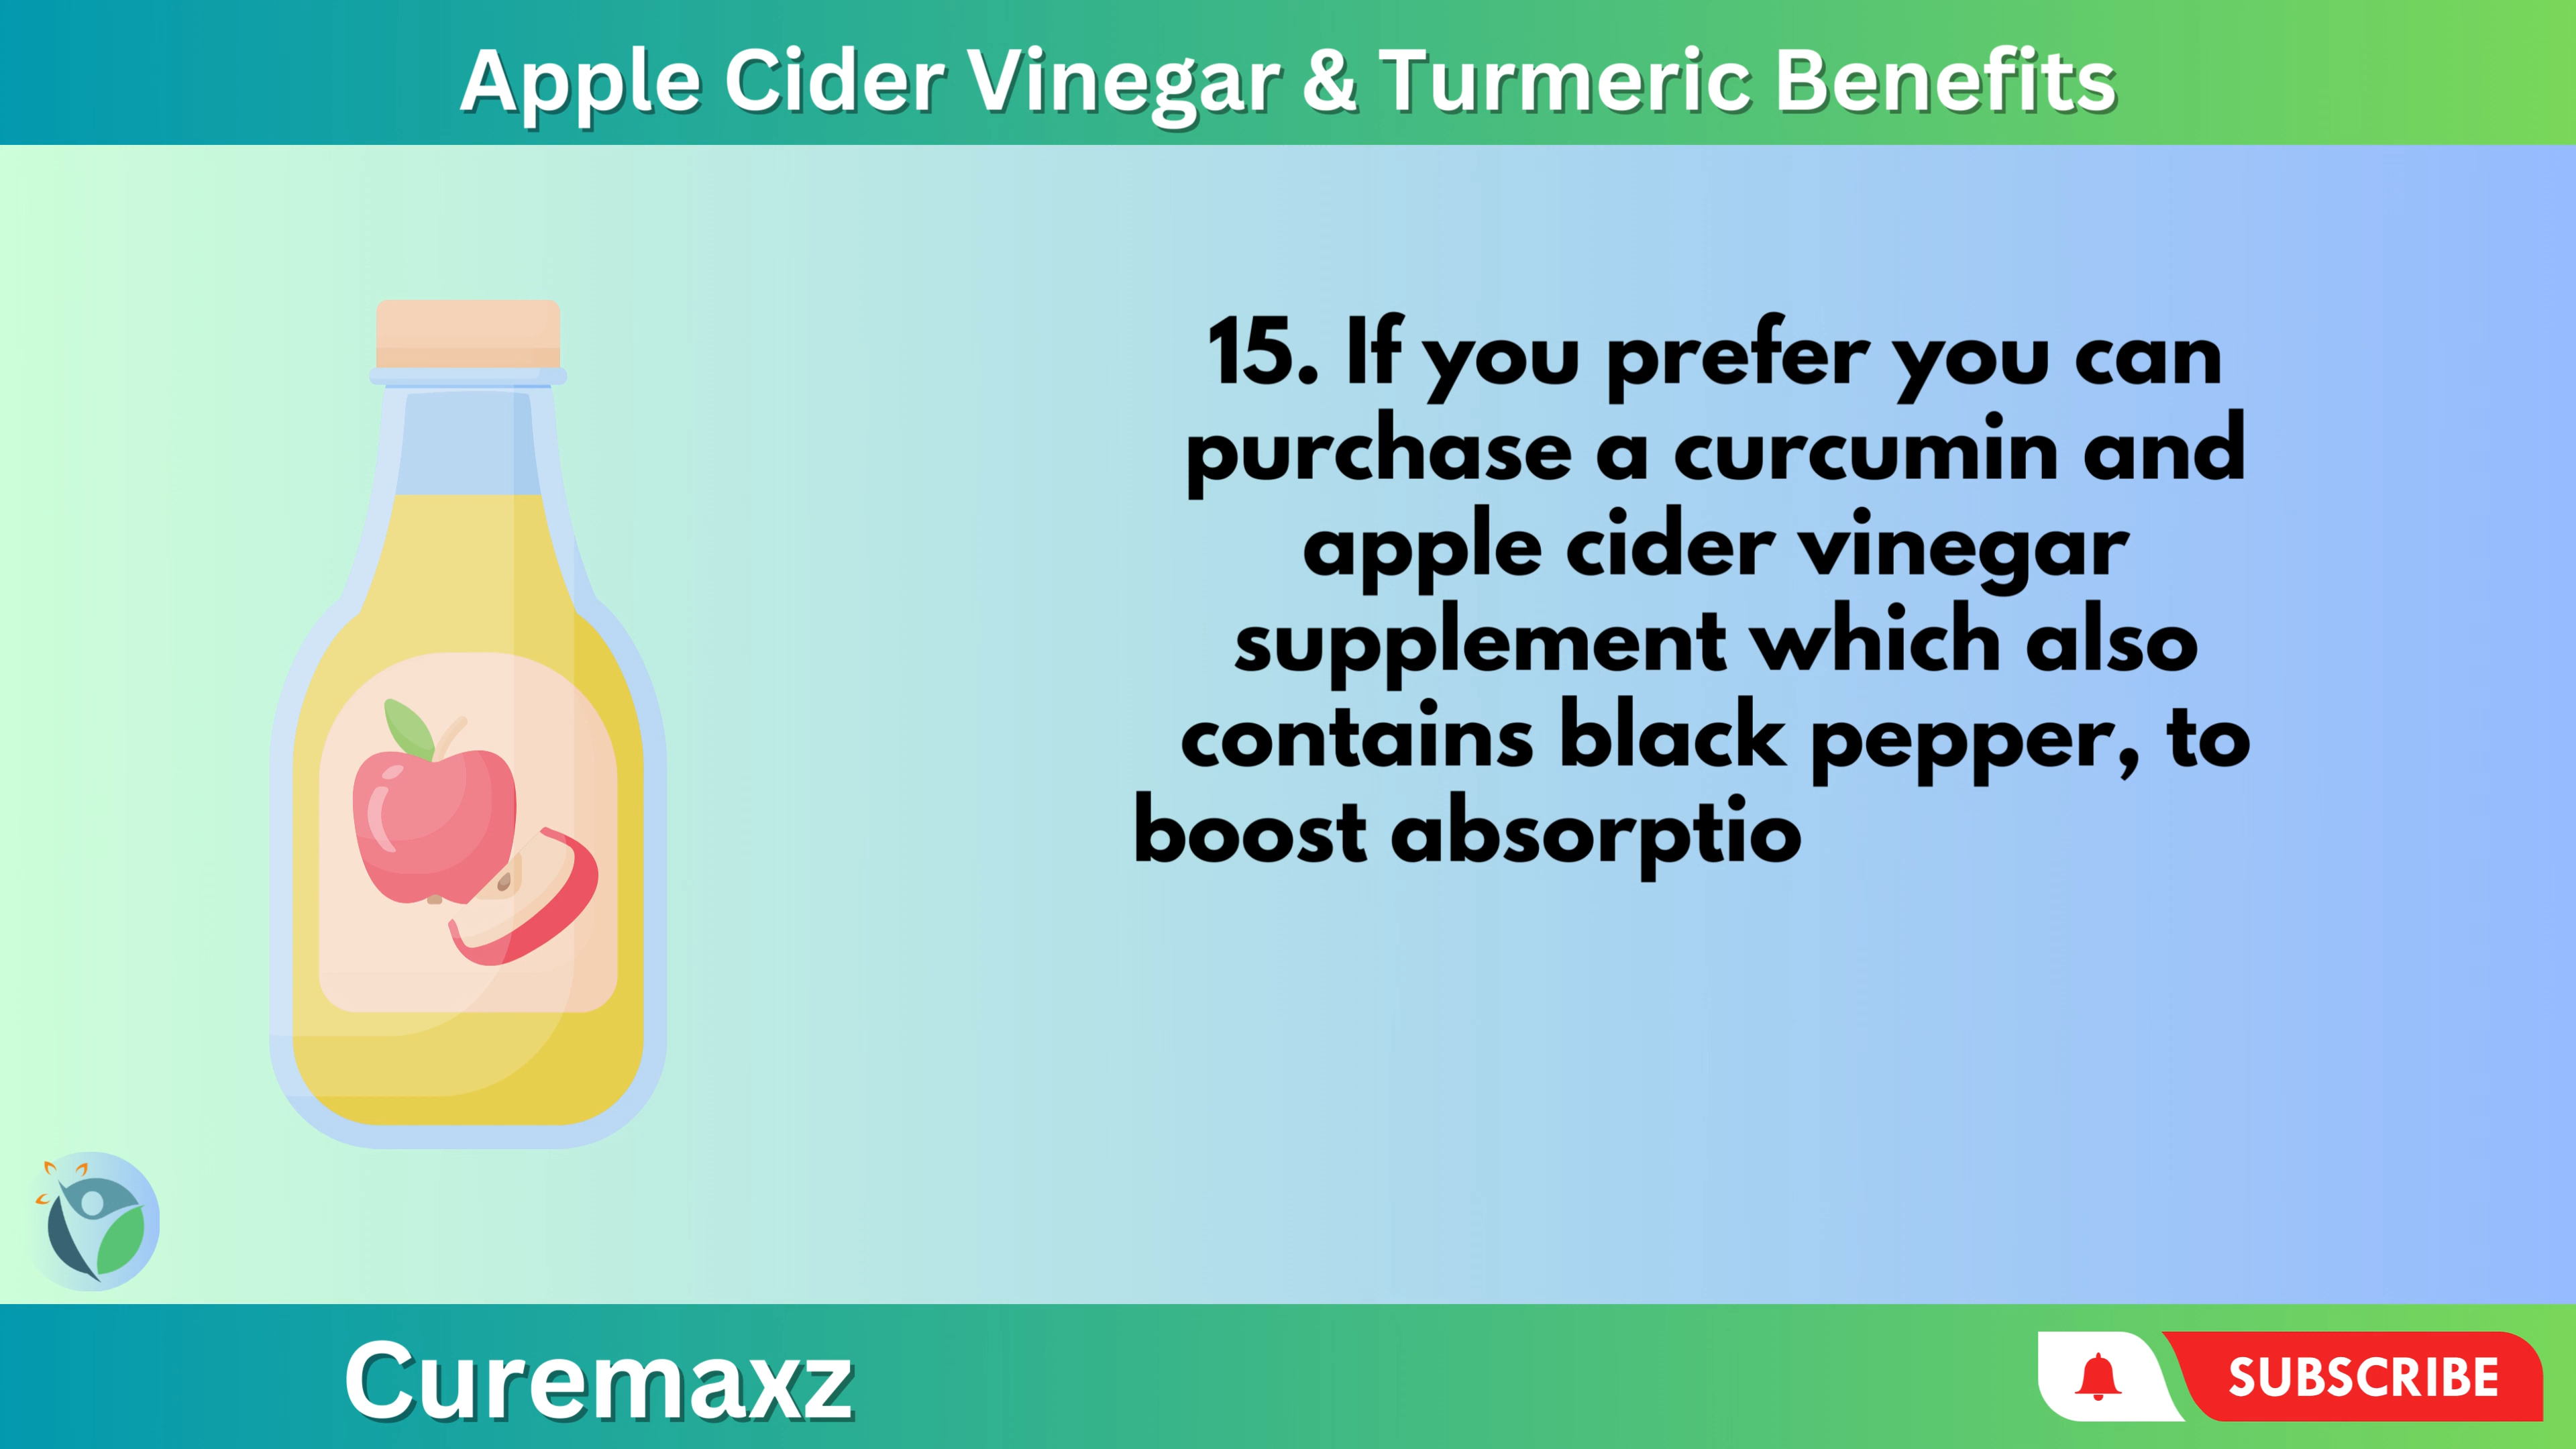 Apple Cider Vinegar & Turmeric Benefits
15. If you prefer you can
purchase a curcumin and
apple cider vinegar
supplement which also
contains black pepper, to
boost absorptio
Curemaxz
SUBSCRIBE